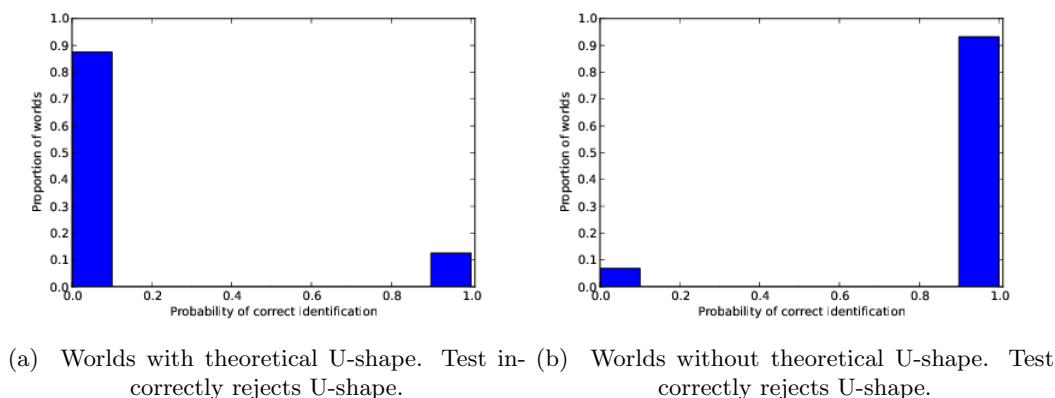 1.0
0.9
0.8
0.7
0.6
0.5
0.4
0.3
0.2
0.1
0.0
Proportion of worlds
0.0 0.2 0.4 0.6 0.8 1.0
Probability of correct identification
1.0
0.9
0.8
0.7
0.6
0.5
0.4
0.3
0.2
0.1
0.0
Proportion of worlds
0.0 0.2 0.4 0.6 0.8 1.0
Probability of correct identification
(a) Worlds with theoretical U-shape. Test in-
correctly rejects U-shape.
(b) Worlds without theoretical U-shape. Test
correctly rejects U-shape.